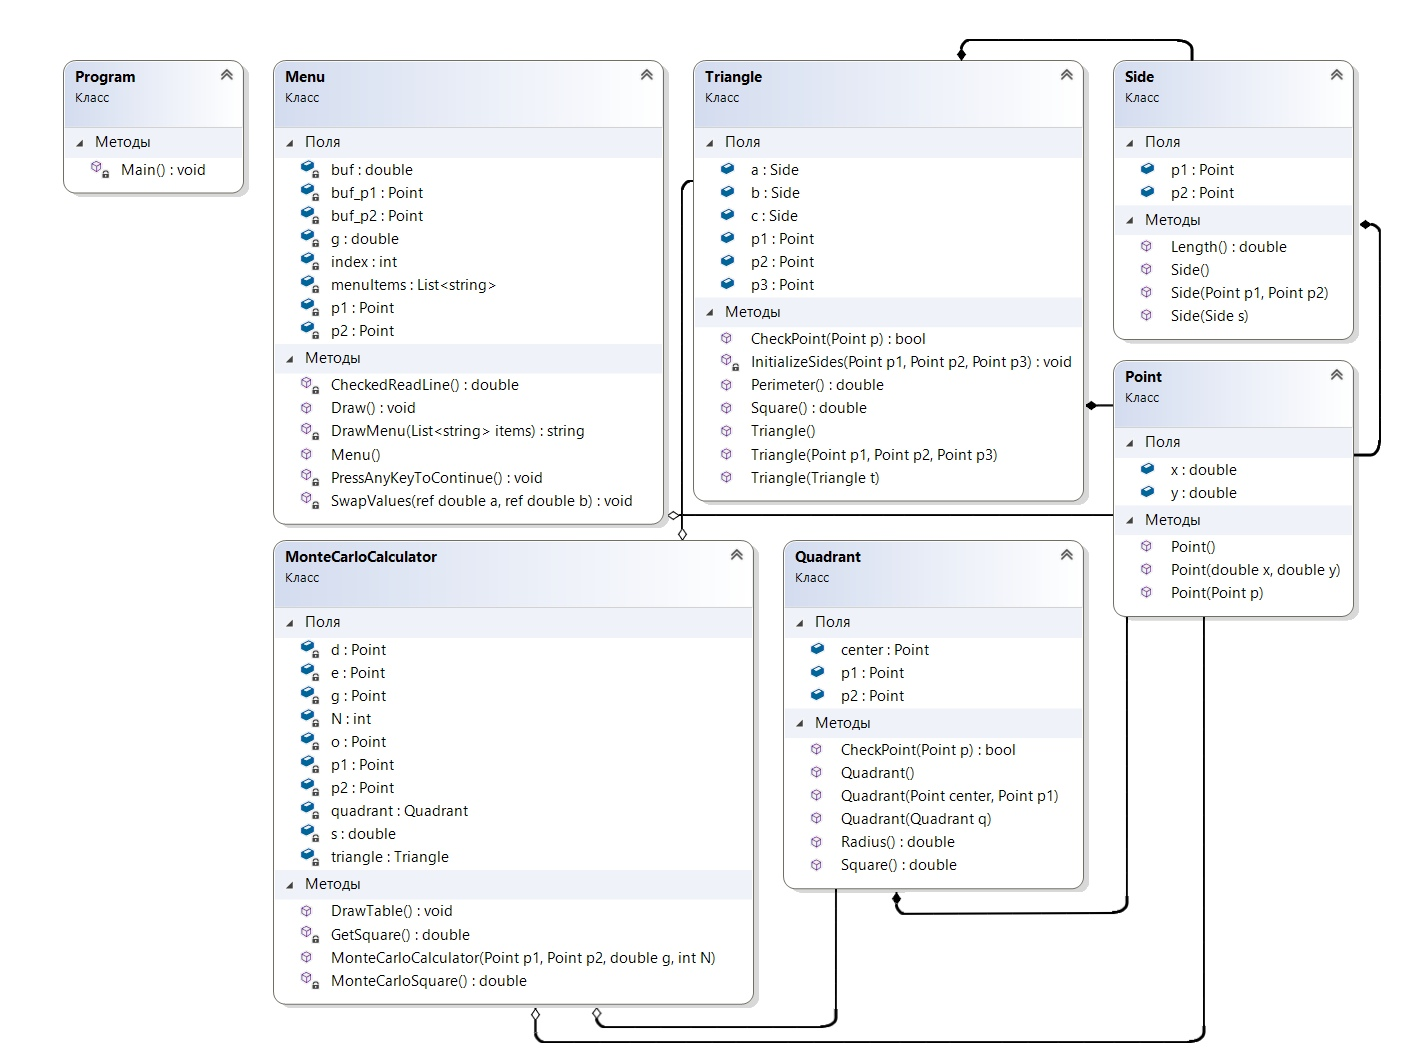 Program
Класс
Методы
Main() : void
Menu
Класс
Поля
buf : double
buf_p1 : Point
buf_p2 : Point
g : double
index : int
menuItems : List<string>
p1 : Point
p2 : Point
Методы
CheckedReadLine() : double
Draw() : void
DrawMenu(List<string> items) : string
Menu()
PressAnyKeyToContinue() : void
SwapValues(ref double a, ref double b) : void
Triangle
Класс
Поля
a : Side
b : Side
c : Side
p1 : Point
p2 : Point
p3 : Point
Методы
CheckPoint(Point p) : bool
InitializeSides(Point p1, Point p2, Point p3) : void
Perimeter() : double
Square() : double
Triangle()
Triangle(Point p1, Point p2, Point p3)
Triangle(Triangle t)
Side
Класс
Поля
p1 : Point
p2 : Point
Методы
Length() : double
Side()
Side(Point p1, Point p2)
Side(Side s)
Point
Класс
Поля
x : double
y : double
Методы
Point()
Point(double x, double y)
Point(Point p)
MonteCarloCalculator
Класс
Поля
d : Point
e : Point
g : Point
N : int
o : Point
p1 : Point
p2 : Point
quadrant : Quadrant
s : double
triangle : Triangle
Методы
DrawTable() : void
GetSquare() : double
MonteCarloCalculator(Point p1, Point p2, double g, int N)
MonteCarloSquare() : double
Quadrant
Класс
Поля
center : Point
p1 : Point
p2 : Point
Методы
CheckPoint(Point p) : bool
Quadrant()
Quadrant(Point center, Point p1)
Quadrant(Quadrant q)
Radius() : double
Square() : double